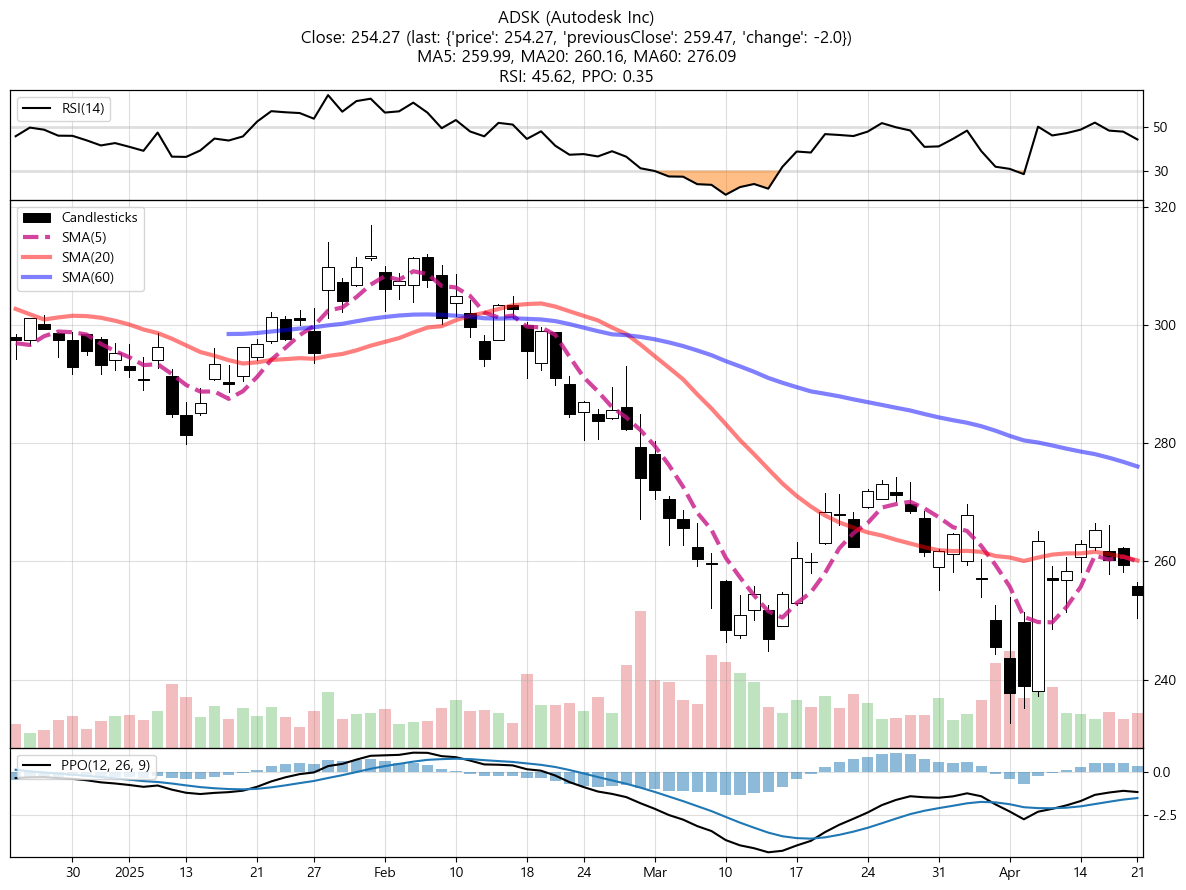 ADSK (Autodesk Inc)
Close: 254.27 (last: {'price': 254.27, 'previousClose': 259.47, 'change': -2.0})
MA5: 259.99, MA20: 260.16, MA60: 276.09
RSI: 45.62, PPO: 0.35
RSI(14)
50
30
Candlesticks
SMA(5)
SMA(20)
SMA(60)
320
300
280
260
240
PPO(12, 26, 9)
0.0
-2.5
30 2025 13 21 27 Feb 10 18 24 Mar 10 17 24 31 Apr 14 21